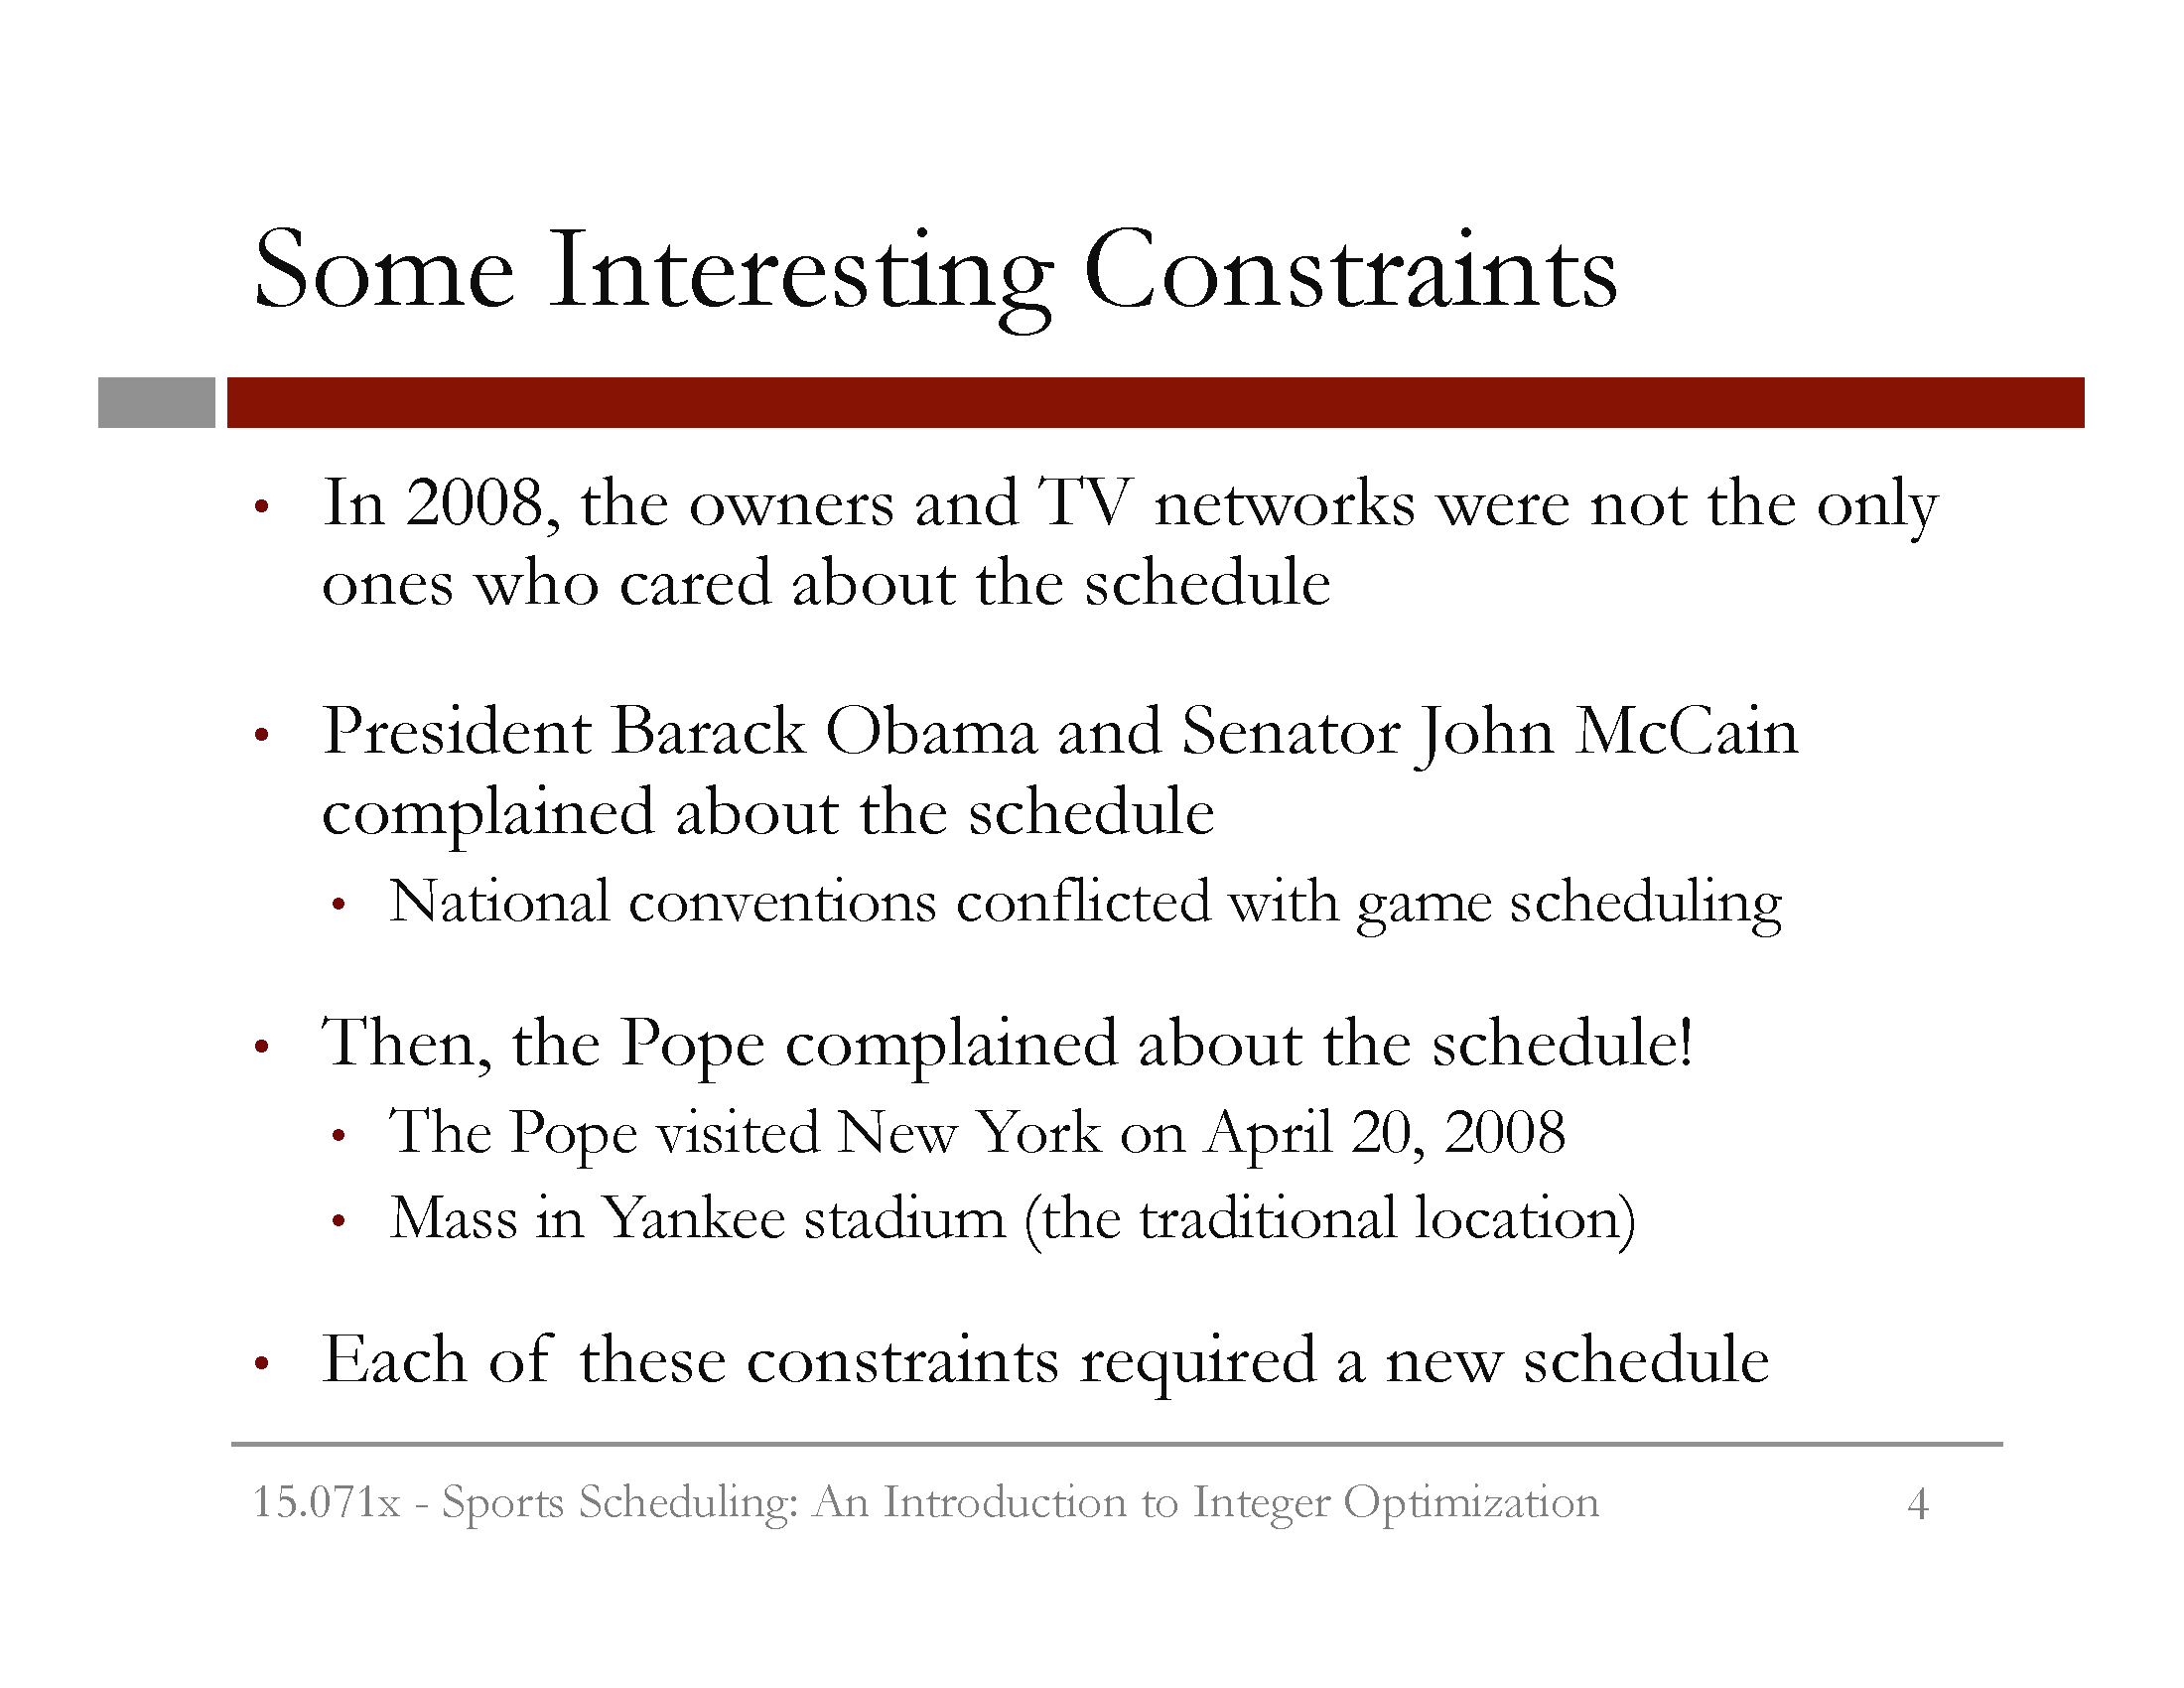 Some Interesting Constraints
• In 2008, the owners and TV networks were not the only
ones who cared about the schedule
• President Barack Obama and Senator John McCain
complained about the schedule
• National conventions conflicted with game scheduling
• Then, the Pope complained about the schedule!
• The Pope visited New York on April 20, 2008
• Mass in Yankee stadium (the traditional location)
• Each of these constraints required a new schedule
15.071x - Sports Scheduling: An Introduction to Integer Optimization 4